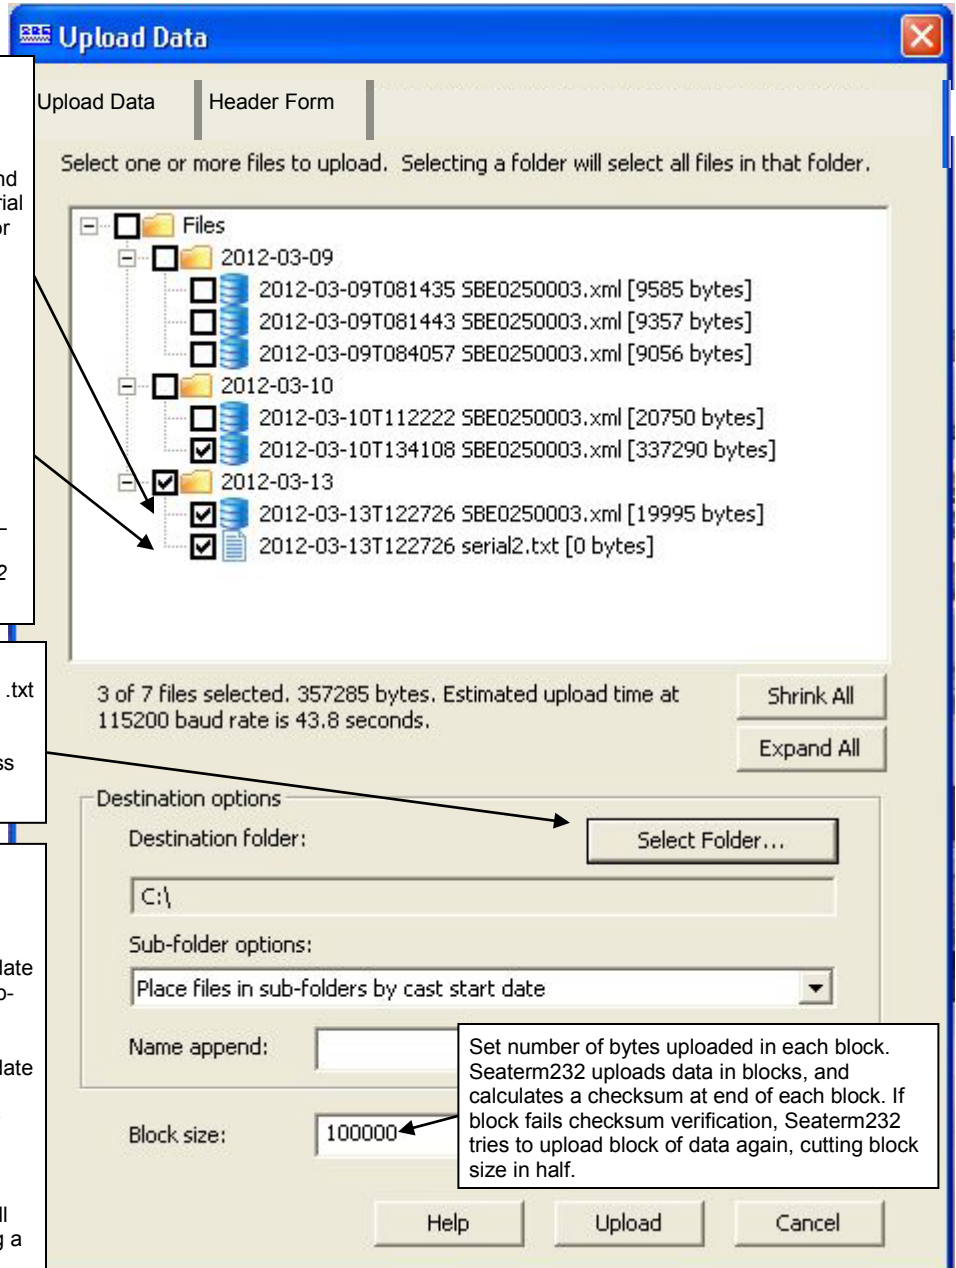 Upload Data
Upload Data
Header Form
Select one or more files to upload. Selecting a folder will select all files in that folder.
Files
2012-03-09
2012-03-09T081435 SBE0250003.xml [9585 bytes]
2012-03-09T081443 SBE0250003.xml [9357 bytes]
2012-03-09T084057 SBE0250003.xml [9056 bytes]
2012-03-10
2012-03-10T112222 SBE0250003.xml [20750 bytes]
2012-03-10T134108 SBE0250003.xml [337290 bytes]
2012-03-13
2012-03-13T122726 SBE0250003.xml [19995 bytes]
2012-03-13T122726 serial2.txt [0 bytes]
.txt
3 of 7 files selected. 357285 bytes. Estimated upload time at
115200 baud rate is 43.8 seconds.
Shrink All
Expand All
Destination options
Destination folder:
Select Folder...
C:\
Sub-folder options:
Place files in sub-folders by cast start date
Name append:
Block size:
100000
Set number of bytes uploaded in each block.
Seaterm232 uploads data in blocks, and
calculates a checksum at end of each block. If
block fails checksum verification, Seaterm232
tries to upload block of data again, cutting block
size in half.
Help
Upload
Cancel